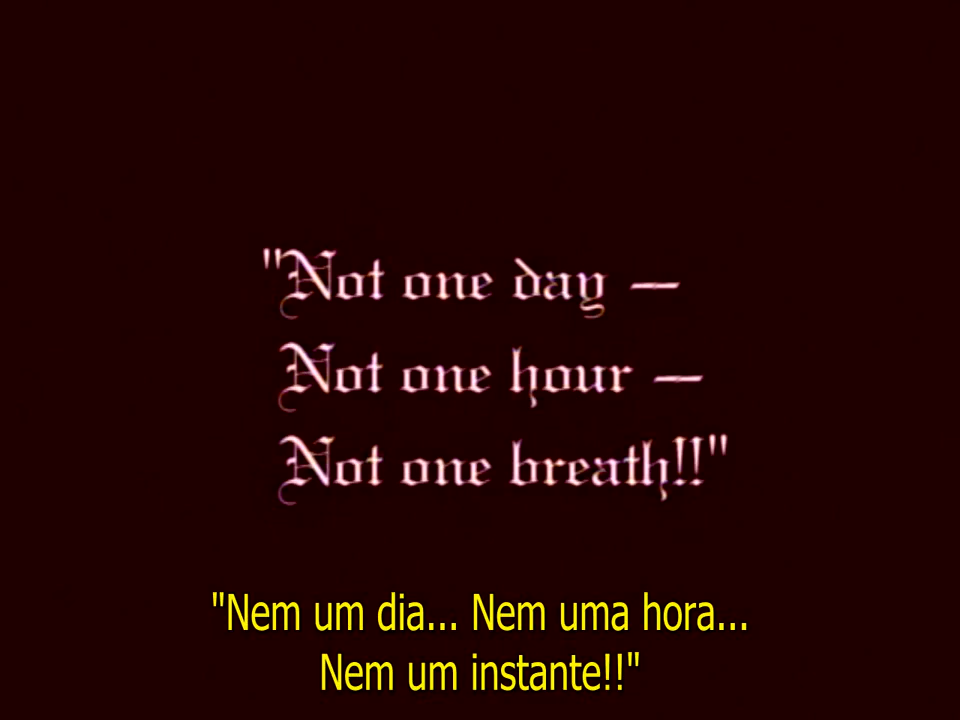 "Not one day —
Not one hour —
Not one breath!!"
"Nem um dia... Nem uma hora...
Nem um instante!!"